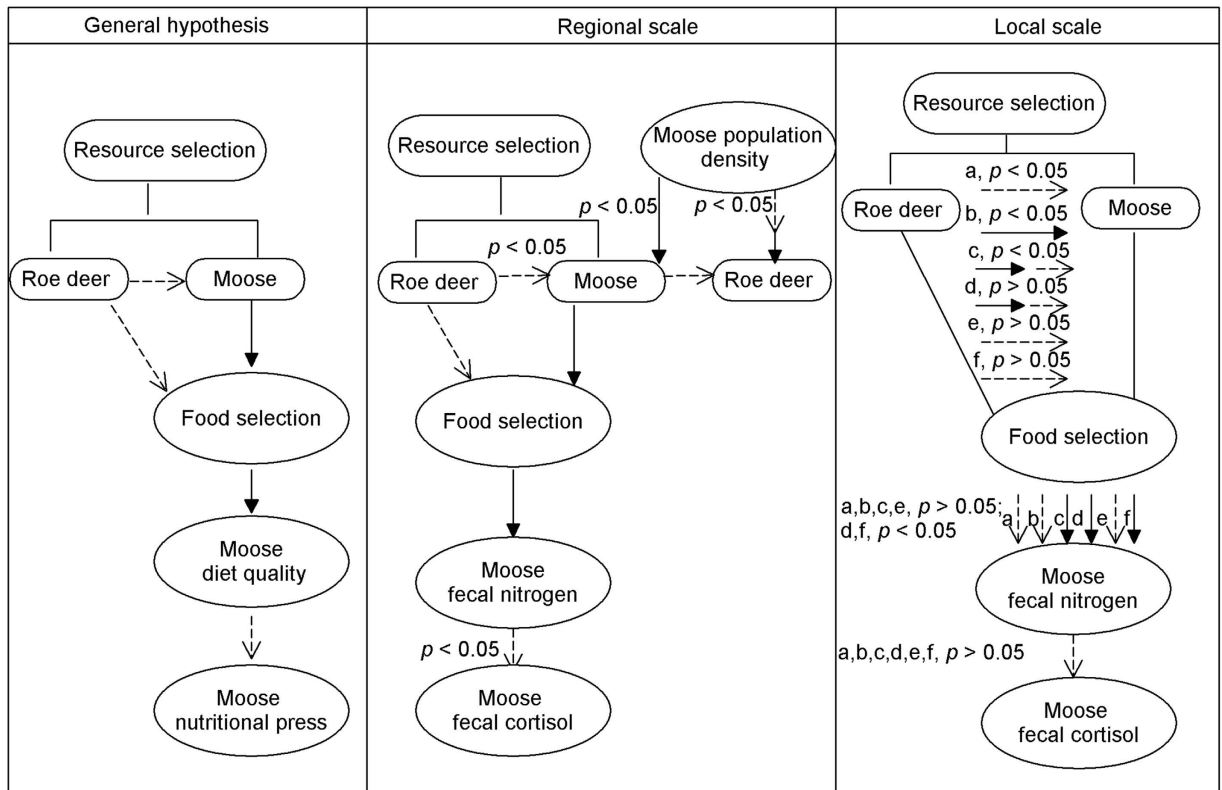 General hypothesis
Resource selection
Roe deer
Moose
Food selection
Moose
diet quality
Moose
nutritional press
Regional scale
Resource selection
Moose population
density
p < 0.05
p < 0.05
p < 0.05
Roe deer
Moose
Roe deer
Food selection
Moose
fecal nitrogen
p < 0.05
Moose
fecal cortisol
Local scale
Resource selection
a, p < 0.05
Roe deer
Moose
b, p < 0.05
c, p < 0.05
d, p > 0.05
e, p > 0.05
f, p > 0.05
Food selection
a,b,c,e, p > 0.05;
d,f, p < 0.05
a b c d e f
Moose
fecal nitrogen
a,b,c,d,e,f, p > 0.05
Moose
fecal cortisol